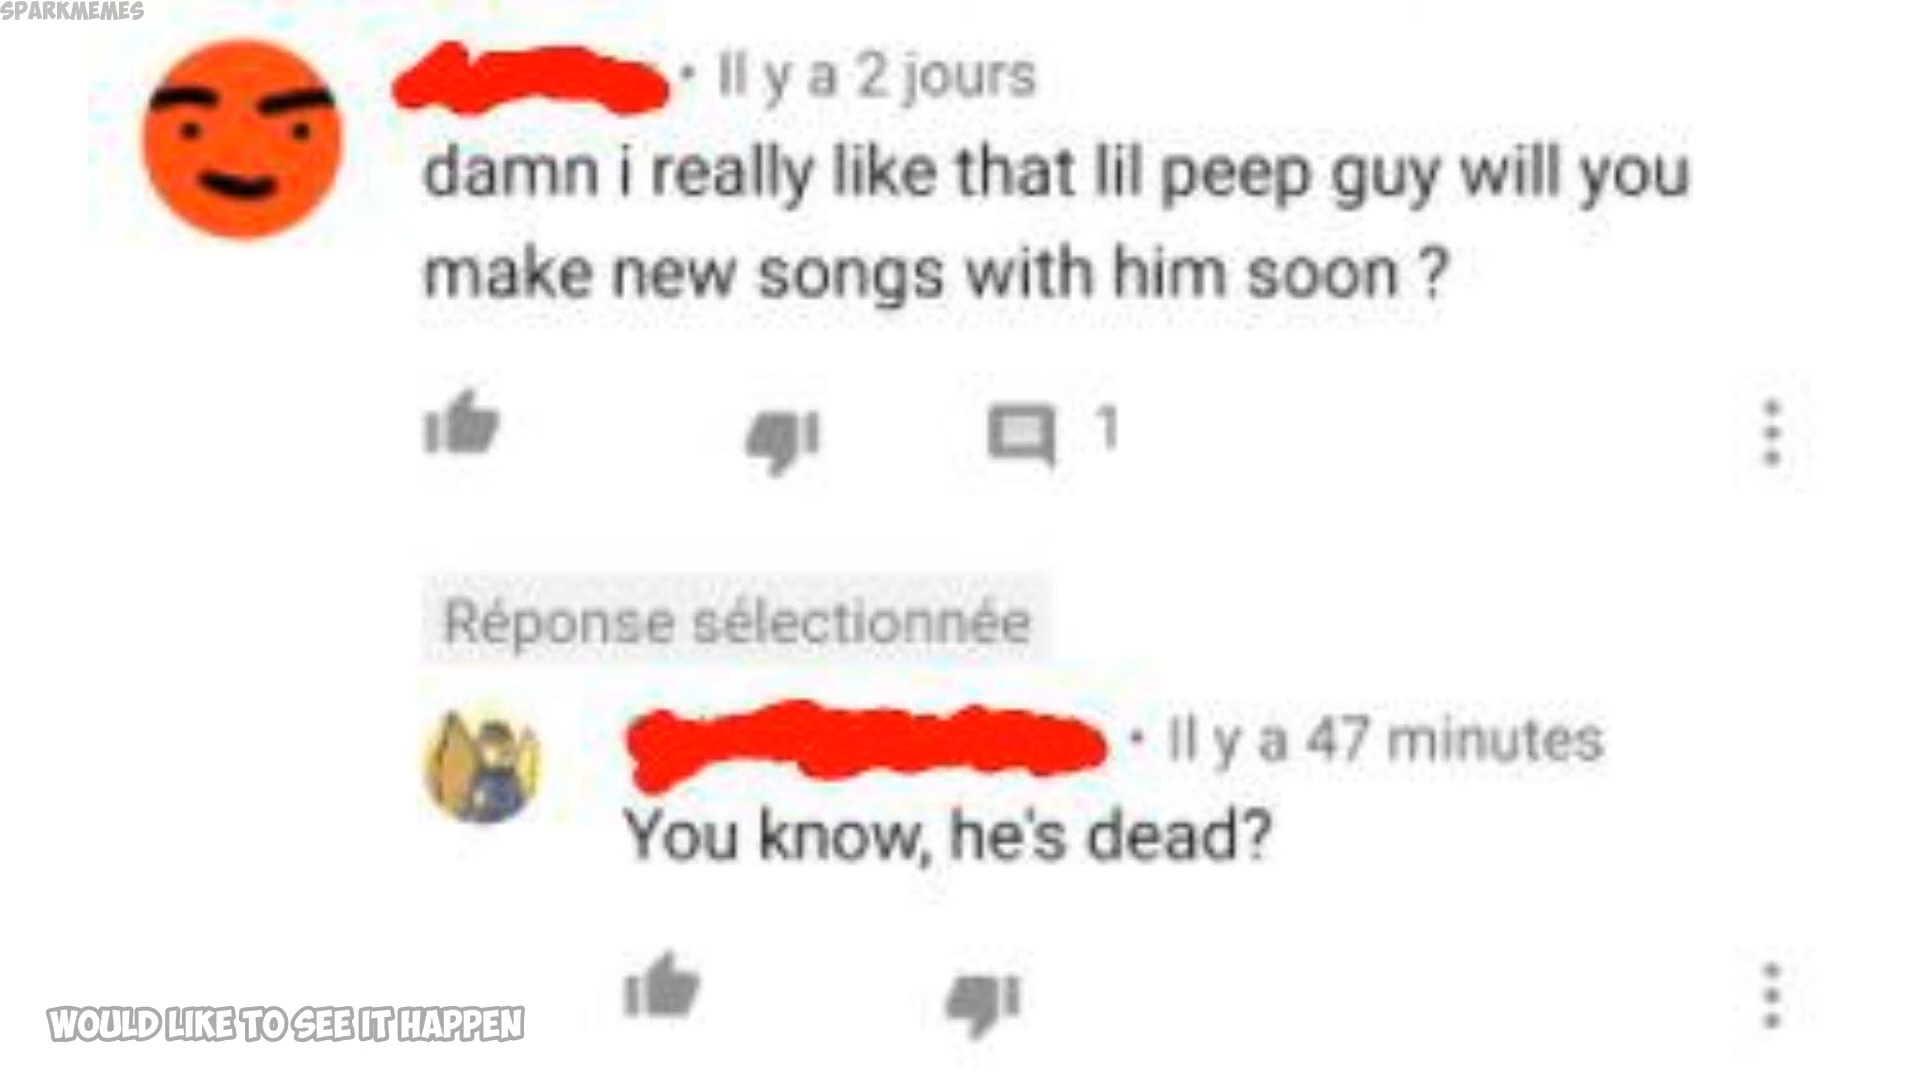 SPARKMEMES
• Il y a 2 jours
damn i really like that lil peep guy will you
make new songs with him soon ?
1
Réponse sélectionnée
• Il y a 47 minutes
You know, he's dead?
WOULD LIKE TO SEE IT HAPPEN